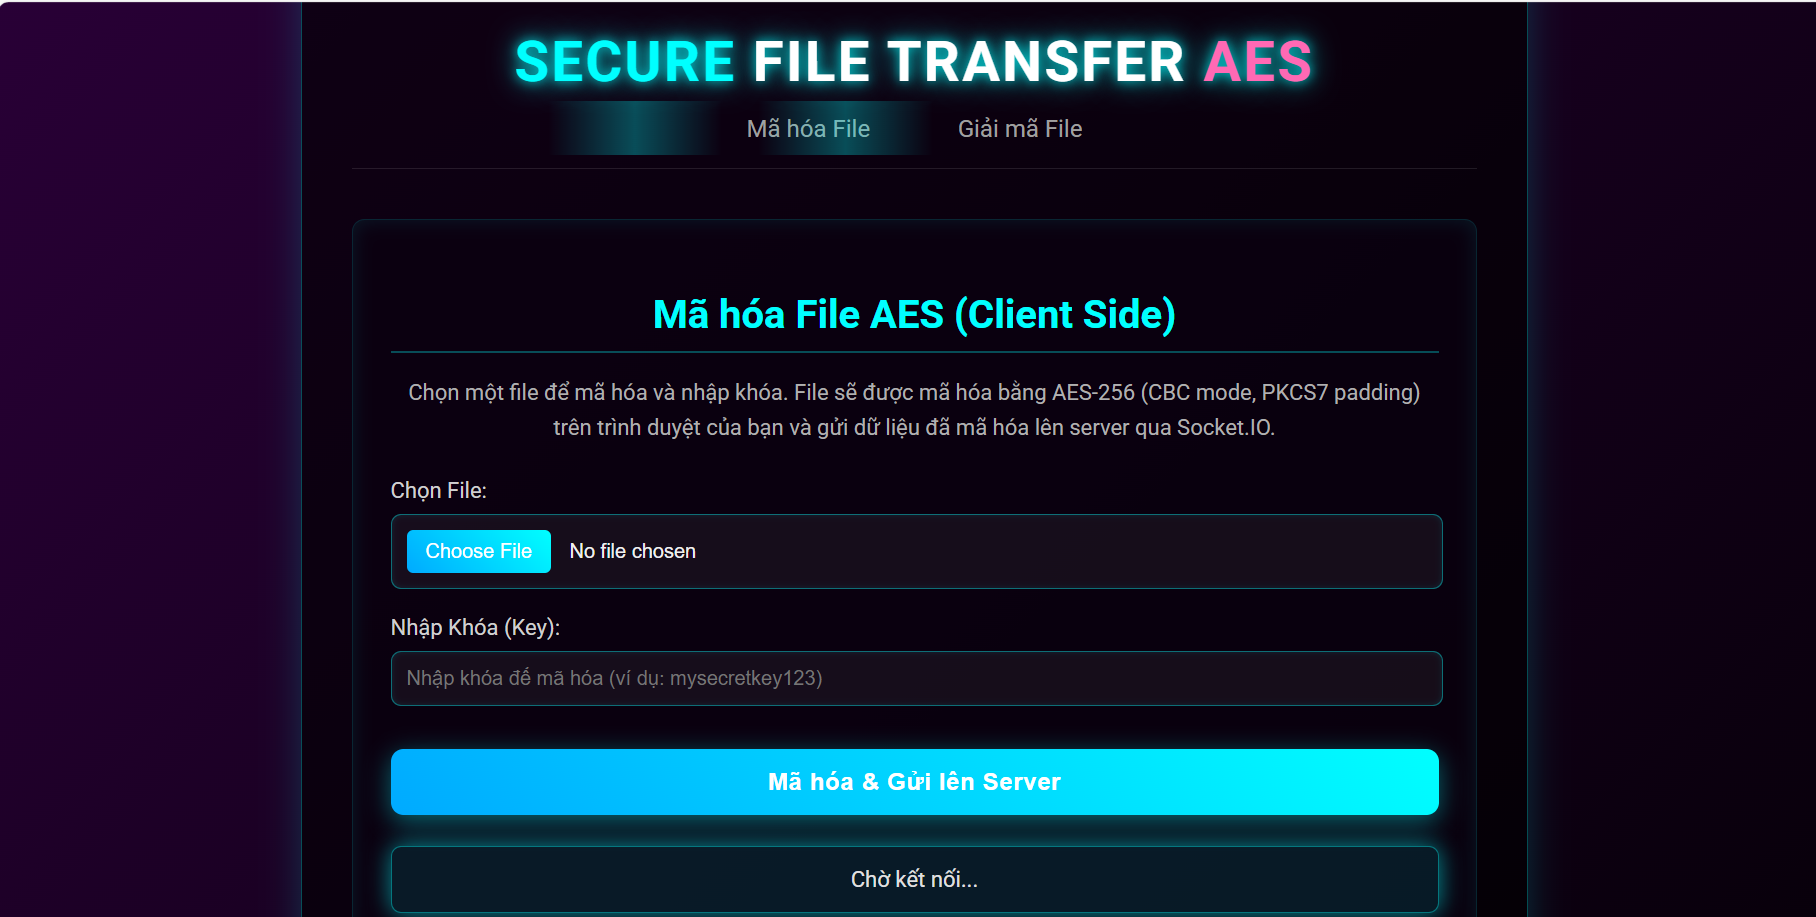 SECURE FILE TRANSFER AES
Mã hóa File Giải mã File
Mã hóa File AES (Client Side)
Chọn một file để mã hóa và nhập khóa. File sẽ được mã hóa bằng AES-256 (CBC mode, PKCS7 padding)
trên trình duyệt của bạn và gửi dữ liệu đã mã hóa lên server qua Socket.IO.
Chọn File:
Choose File No file chosen
Nhập Khóa (Key):
Nhập khóa để mã hóa (ví dụ: mysecretkey123)
Mã hóa & Gửi lên Server
Chờ kết nối...